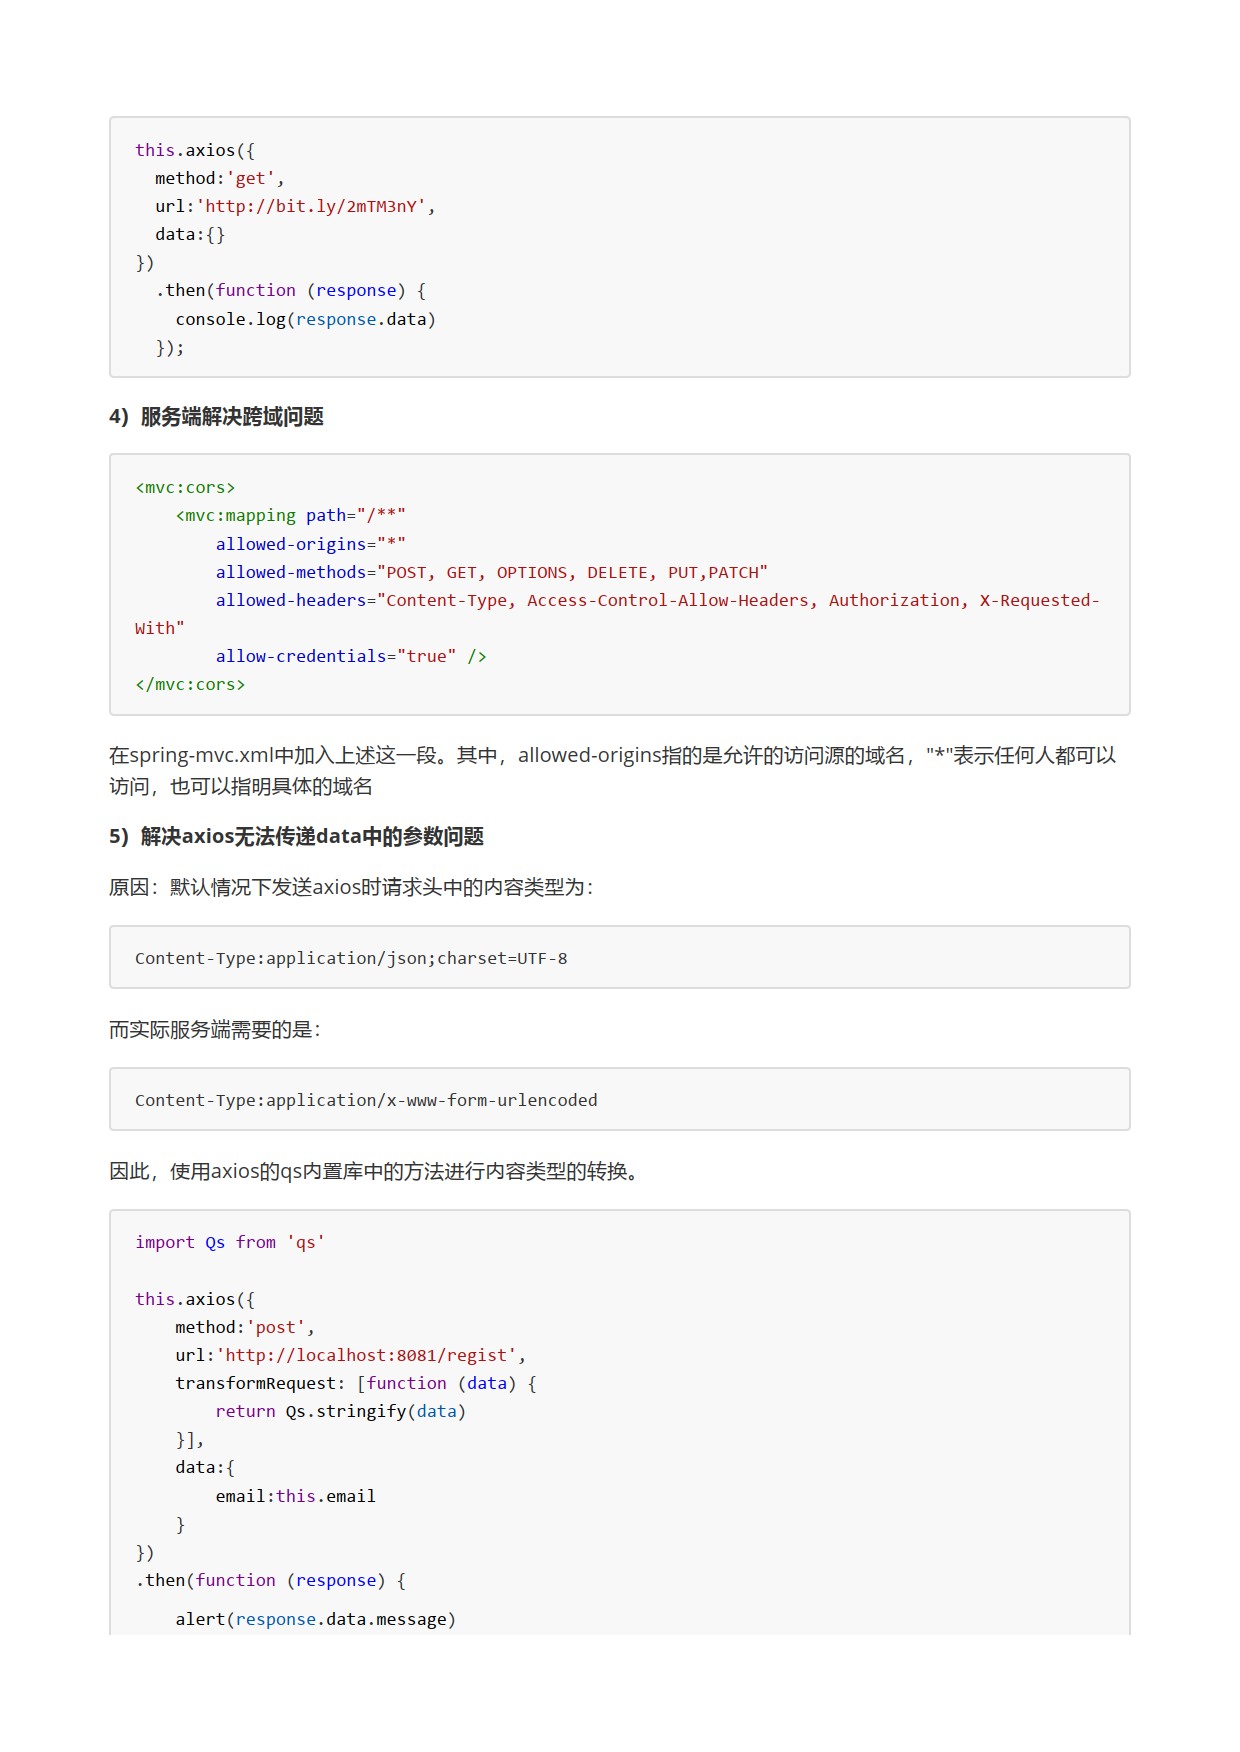 this.axios({
  method:'get',
  url:'http://bit.ly/2mTM3nY',
  data:{}
})
  .then(function (response) {
    console.log(response.data)
  });
4）服务端解决跨域问题
<mvc:cors>
    <mvc:mapping path="/**"
        allowed-origins="*"
        allowed-methods="POST, GET, OPTIONS, DELETE, PUT,PATCH"
        allowed-headers="Content-Type, Access-Control-Allow-Headers, Authorization, X-Requested-
With"
        allow-credentials="true" />
</mvc:cors>
在spring-mvc.xml中加入上述这一段。其中，allowed-origins指的是允许的访问源的域名，"*"表示任何人都可以
访问，也可以指明具体的域名
5）解决axios无法传递data中的参数问题
原因：默认情况下发送axios时请求头中的内容类型为：
Content-Type:application/json;charset=UTF-8
而实际服务端需要的是：
Content-Type:application/x-www-form-urlencoded
因此，使用axios的qs内置库中的方法进行内容类型的转换。
import Qs from 'qs'
this.axios({
    method:'post',
    url:'http://localhost:8081/regist',
    transformRequest: [function (data) {
        return Qs.stringify(data)
    }],
    data:{
        email:this.email
    }
})
.then(function (response) {
    alert(response.data.message)